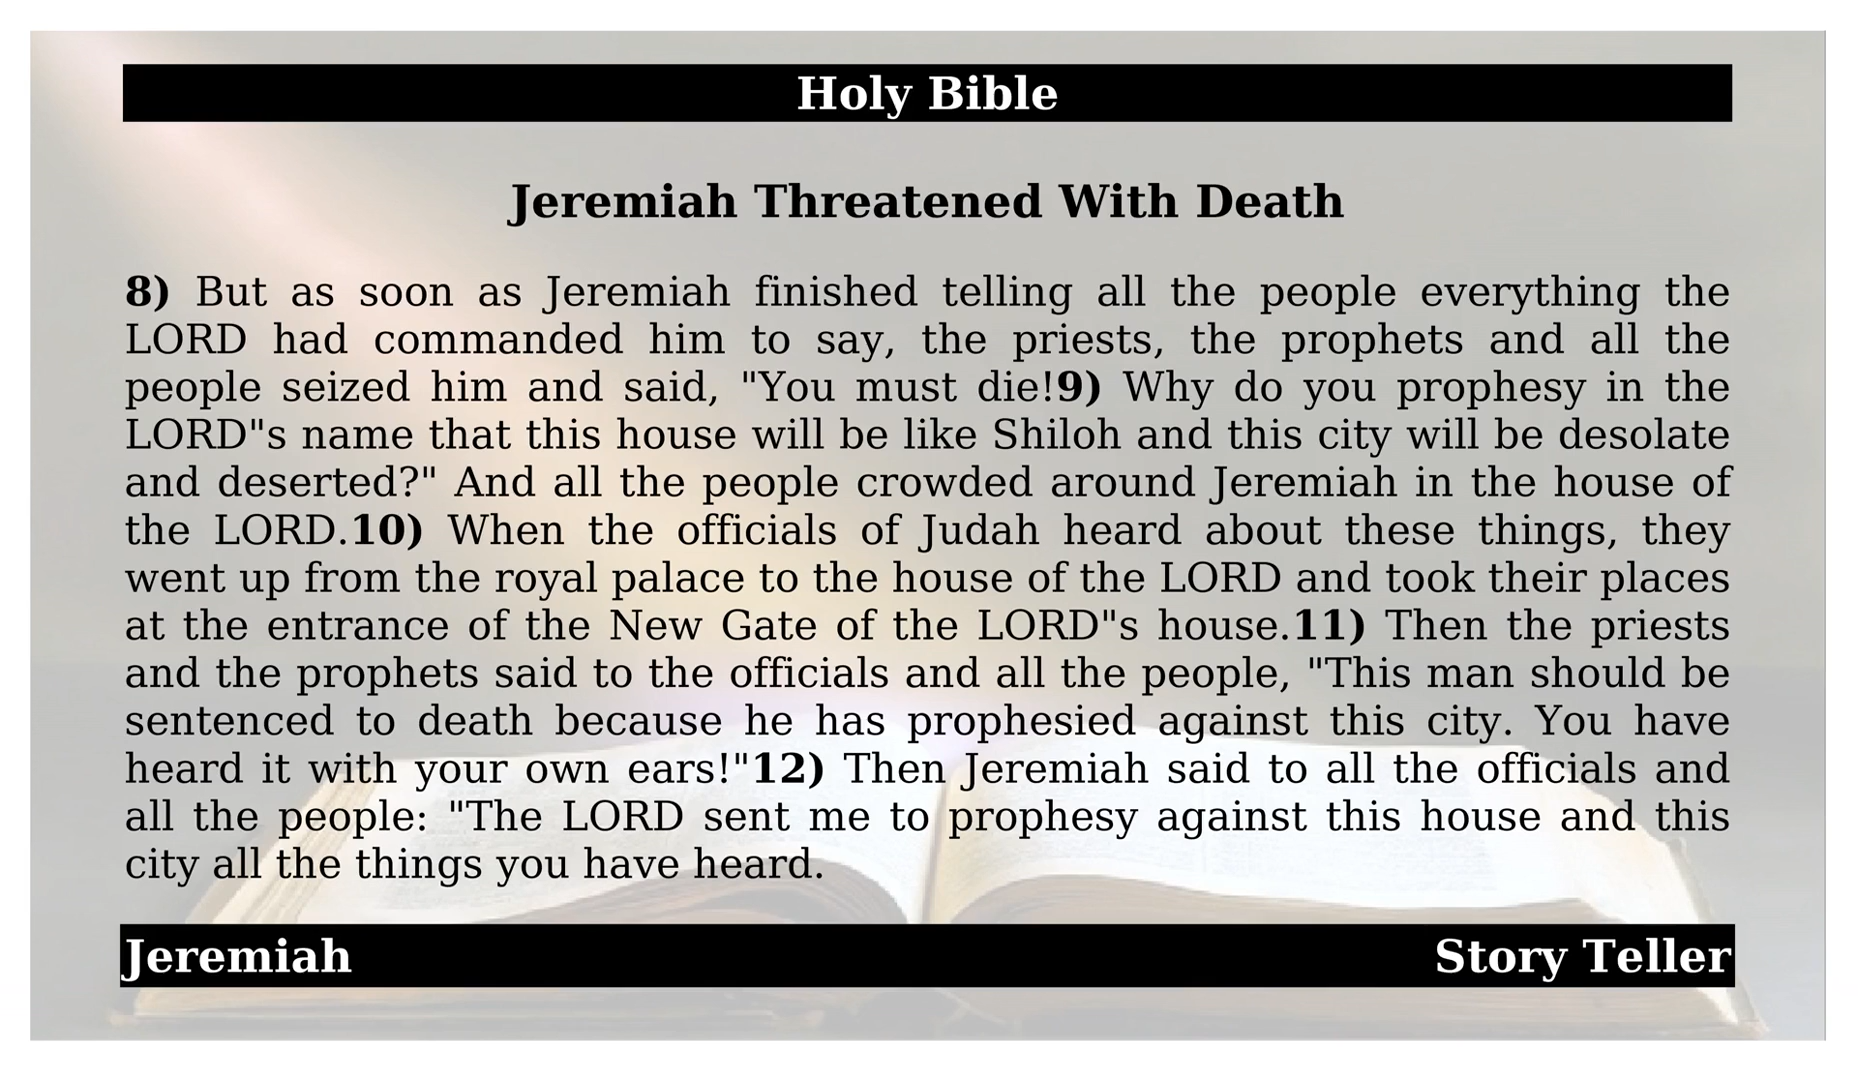 Holy Bible
Jeremiah Threatened With Death
8) But as soon as Jeremiah finished telling all the people everything the
LORD had commanded him to say, the priests, the prophets and all the
people seized him and said, "You must die!9) Why do you prophesy in the
LORD"s name that this house will be like Shiloh and this city will be desolate
and deserted?" And all the people crowded around Jeremiah in the house of
the LORD.10) When the officials of Judah heard about these things, they
went up from the royal palace to the house of the LORD and took their places
at the entrance of the New Gate of the LORD"s house.11) Then the priests
and the prophets said to the officials and all the people, "This man should be
sentenced to death because he has prophesied against this city. You have
heard it with your own ears!"12) Then Jeremiah said to all the officials and
all the people: "The LORD sent me to prophesy against this house and this
city all the things you have heard.
Jeremiah Story Teller